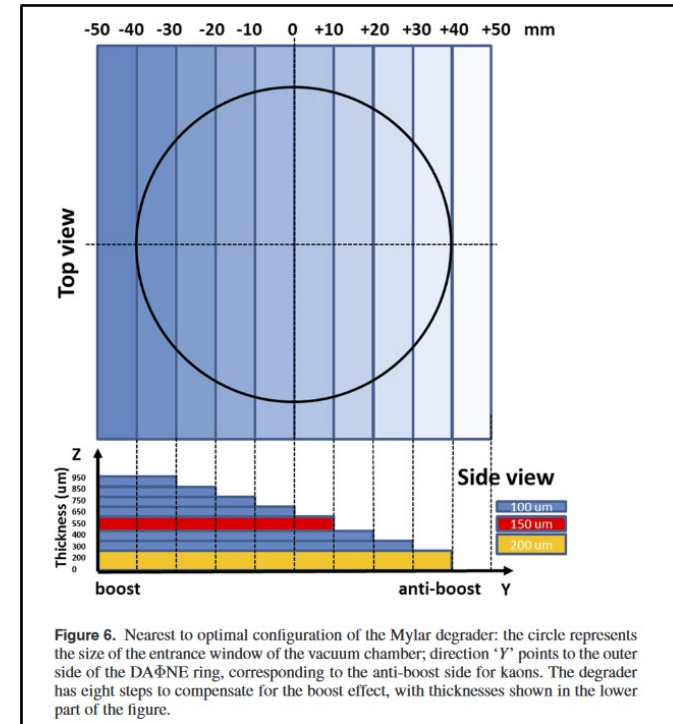 -50 -40 -30 -20 -10 0 +10 +20 +30 +40 +50 mm
Top view
Z
Side view
Thickness (um)
950
850
750
650
550
400
300
200
0
100 um
150 um
200 um
boost anti-boost Y
Figure 6. Nearest to optimal configuration of the Mylar degrader: the circle represents
the size of the entrance window of the vacuum chamber; direction ‘Y’ points to the outer
side of the DAΦNE ring, corresponding to the anti-boost side for kaons. The degrader
has eight steps to compensate for the boost effect, with thicknesses shown in the lower
part of the figure.